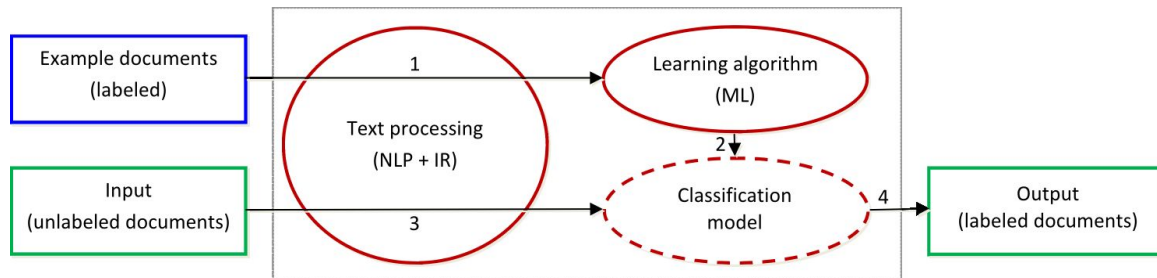 Example documents
(labeled)
1
Learning algorithm
(ML)
Text processing
(NLP + IR)
2
Input
(unlabeled documents)
3
Classification
model
4
Output
(labeled documents)